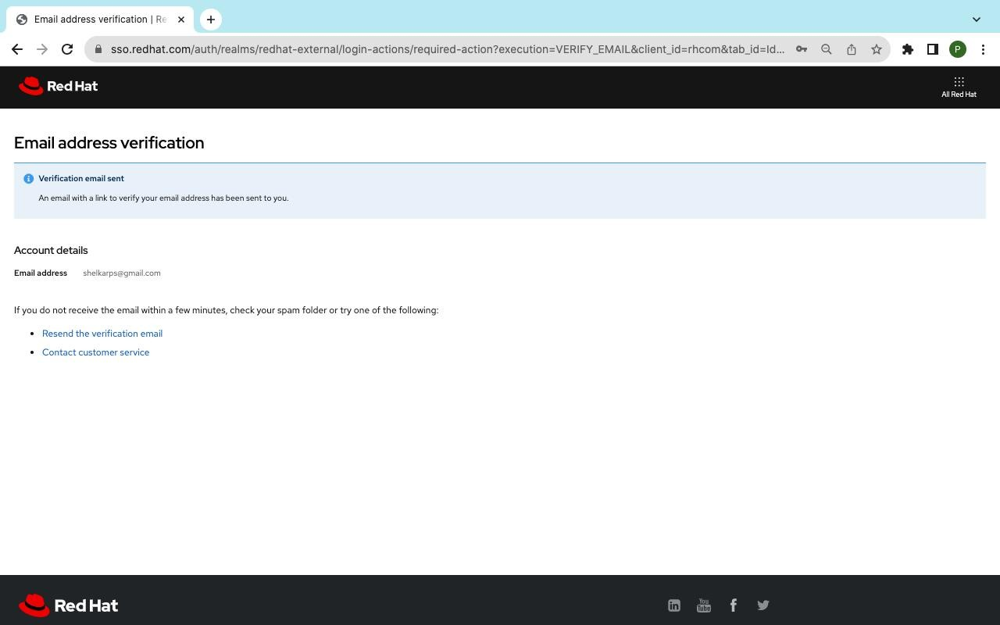 Email address verification | Re
sso.redhat.com/auth/realms/redhat-external/login-actions/required-action?execution=VERIFY_EMAIL&client_id=rhcom&tab_id=Id...
P
Red Hat
All Red Hat
Email address verification
Verification email sent
An email with a link to verify your email address has been sent to you.
Account details
Email address shelkarps@gmail.com
If you do not receive the email within a few minutes, check your spam folder or try one of the following:
• Resend the verification email
• Contact customer service
Red Hat
in You Tube f